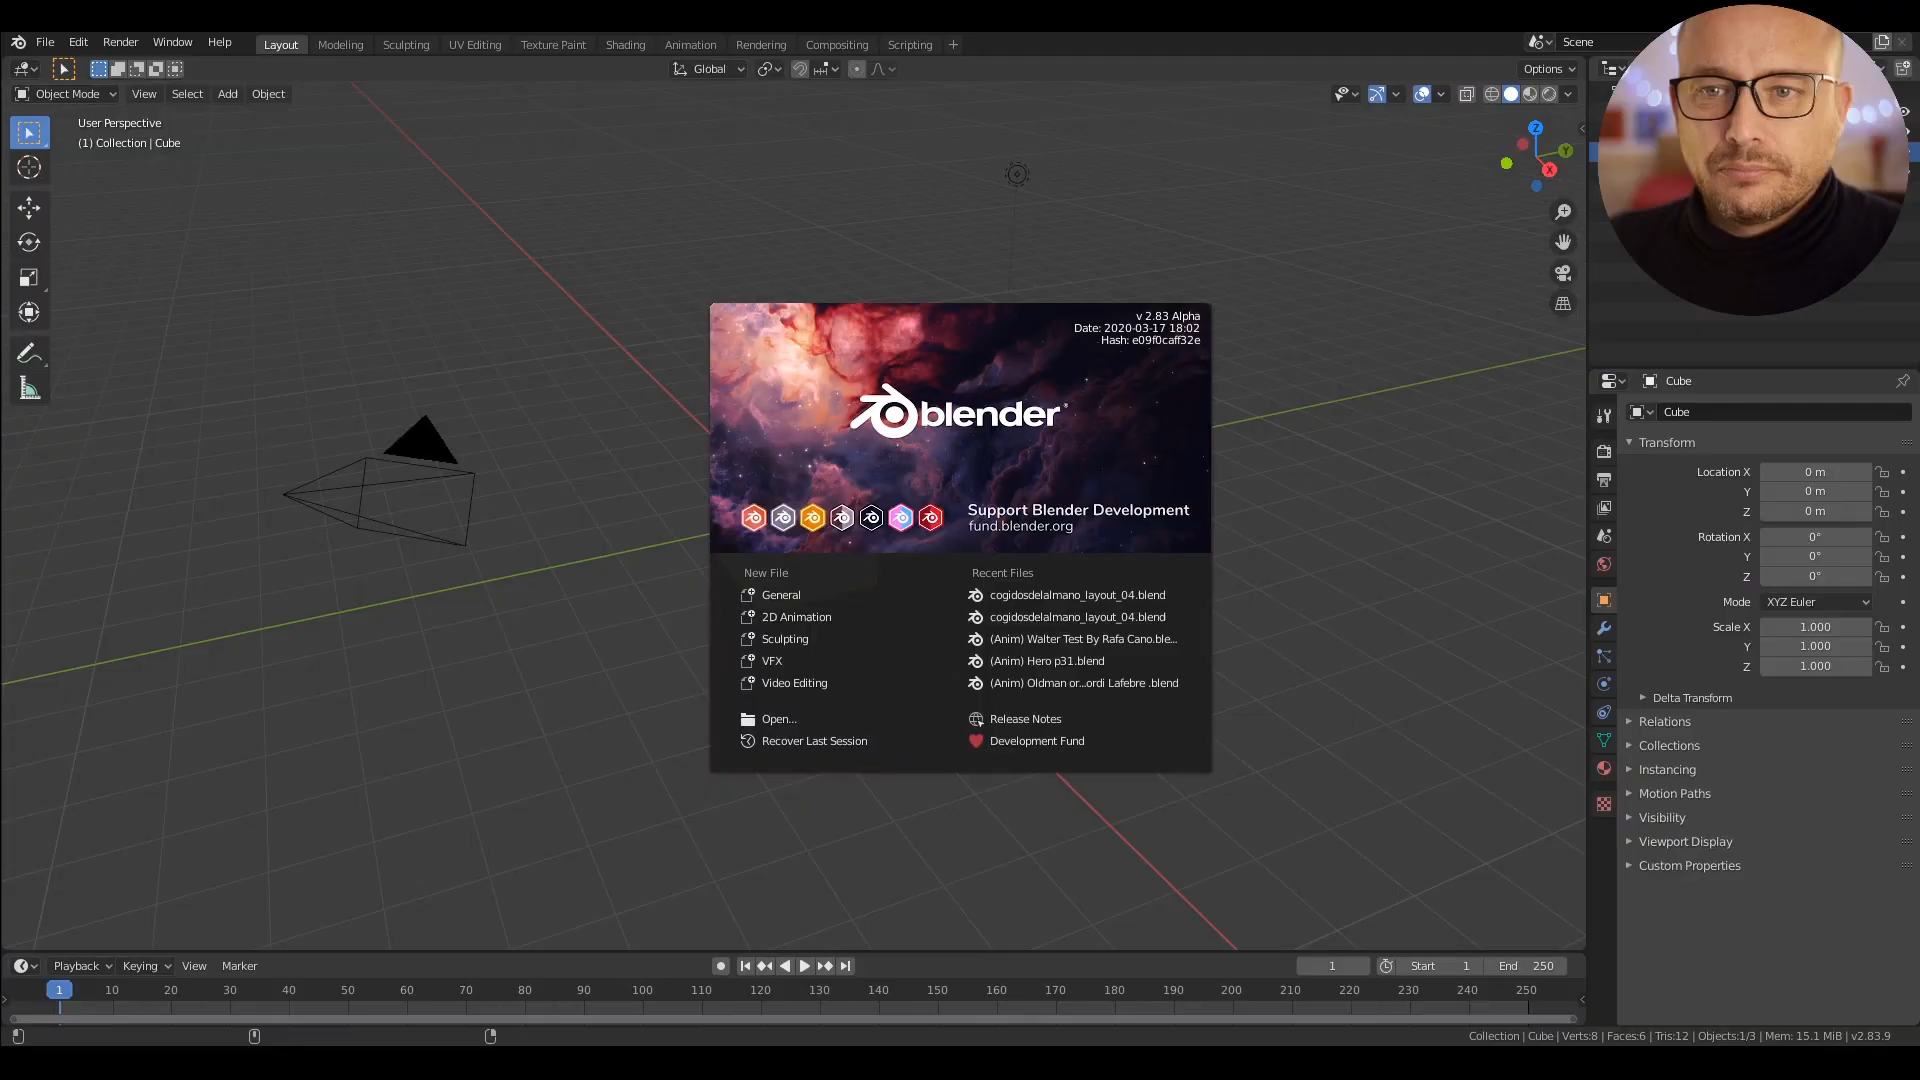 File Edit Render Window Help
Layout Modeling Sculpting UV Editing Texture Paint Shading Animation Rendering Compositing Scripting +
Scene
Global
Options
Object Mode View Select Add Object
User Perspective
(1) Collection | Cube
Z
Y
X
v 2.83 Alpha
Date: 2020-03-17 18:02
Hash: e09f0caff32e
blender
Support Blender Development
fund.blender.org
New File
General
2D Animation
Sculpting
VFX
Video Editing
Open...
Recover Last Session
Recent Files
cogidosdelalmano_layout_04.blend
cogidosdelalmano_layout_04.blend
(Anim) Walter Test By Rafa Cano.ble...
(Anim) Hero p31.blend
(Anim) Oldman or...ordi Lafebre .blend
Release Notes
Development Fund
Cube
Cube
Transform
Location X 0 m
Y 0 m
Z 0 m
Rotation X 0°
Y 0°
Z 0°
Mode XYZ Euler
Scale X 1.000
Y 1.000
Z 1.000
Delta Transform
Relations
Collections
Instancing
Motion Paths
Visibility
Viewport Display
Custom Properties
Playback Keying View Marker
1 Start 1 End 250
1 10 20 30 40 50 60 70 80 90 100 110 120 130 140 150 160 170 180 190 200 210 220 230 240 250
Collection | Cube | Verts:8 | Faces:6 | Tris:12 | Objects:1/3 | Mem: 15.1 MiB | v2.83.9